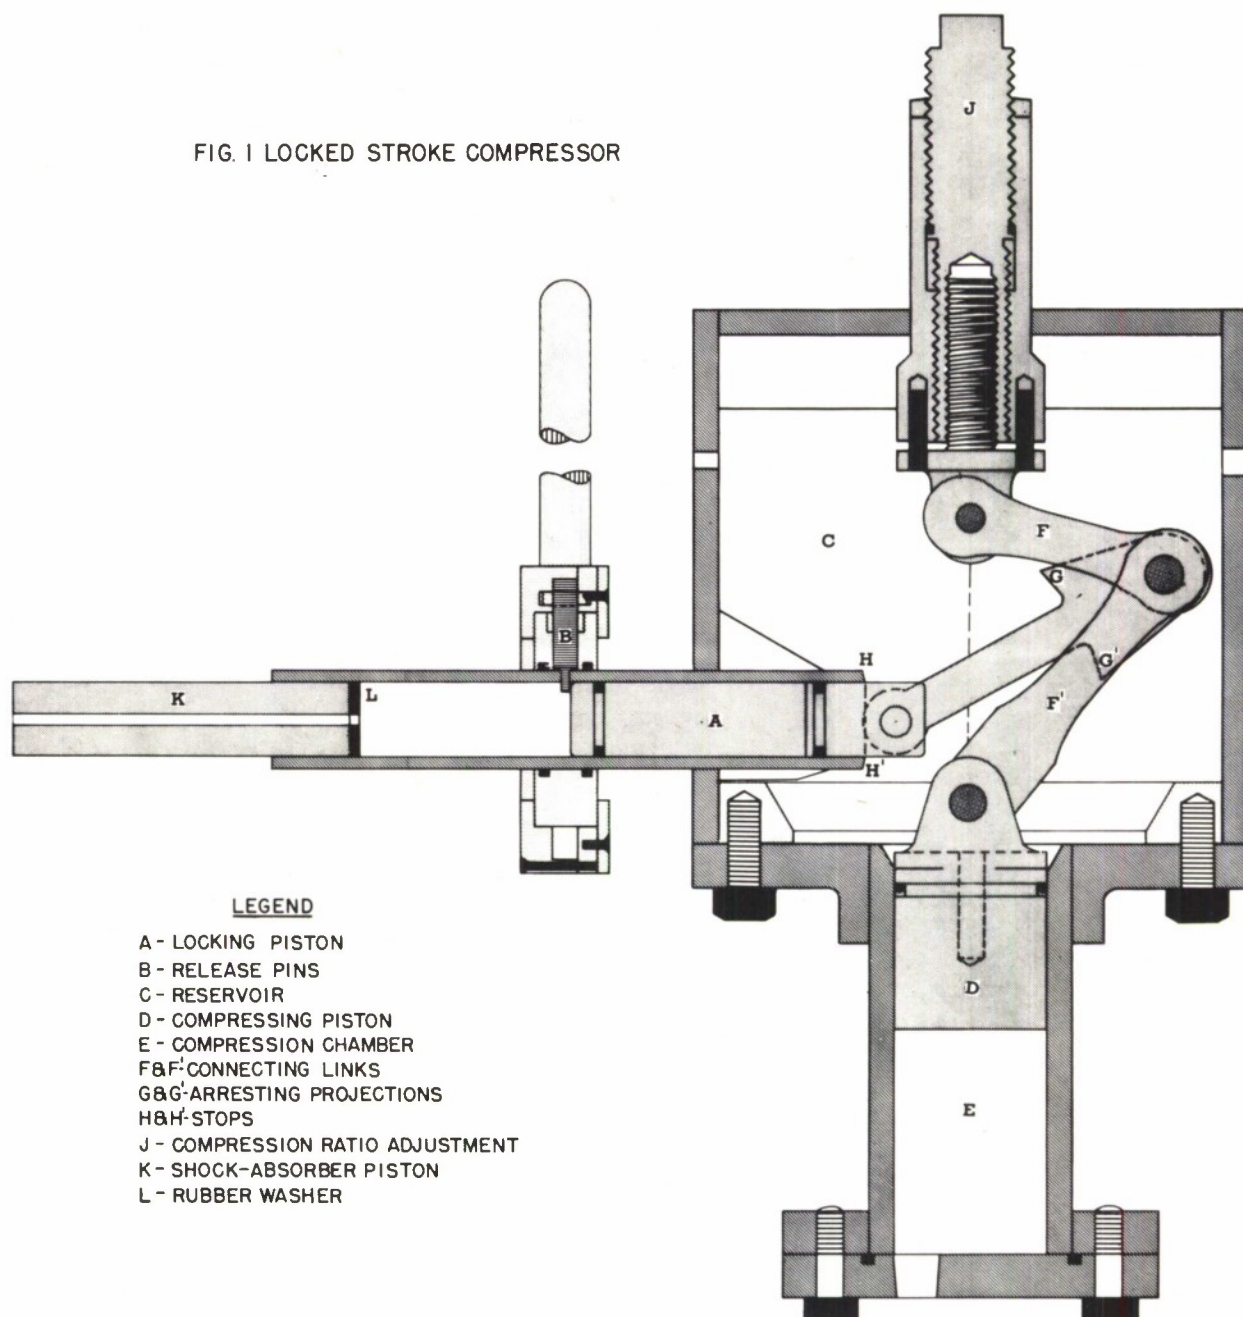 FIG. 1 LOCKED STROKE COMPRESSOR
J
F
C
G
B
H
G'
K
L
A
F'
H'
D
E
LEGEND
A - LOCKING PISTON
B - RELEASE PINS
C - RESERVOIR
D - COMPRESSING PISTON
E - COMPRESSION CHAMBER
F&F'-CONNECTING LINKS
G&G'-ARRESTING PROJECTIONS
H&H'-STOPS
J - COMPRESSION RATIO ADJUSTMENT
K - SHOCK-ABSORBER PISTON
L - RUBBER WASHER